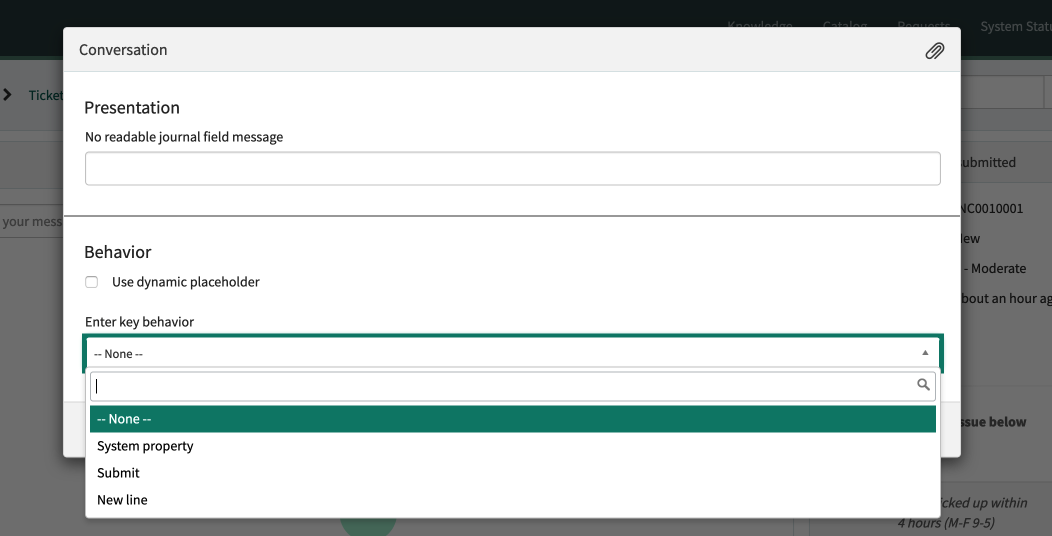 Knowledge Catalog Requests System Statu
Conversation
Ticket
Presentation
No readable journal field message
submitted
NC0010001
your mess
New
Behavior
- Moderate
Use dynamic placeholder
bout an hour ag
Enter key behavior
-- None --
-- None --
ssue below
System property
Submit
New line
icked up within
4 hours (M-F 9-5)